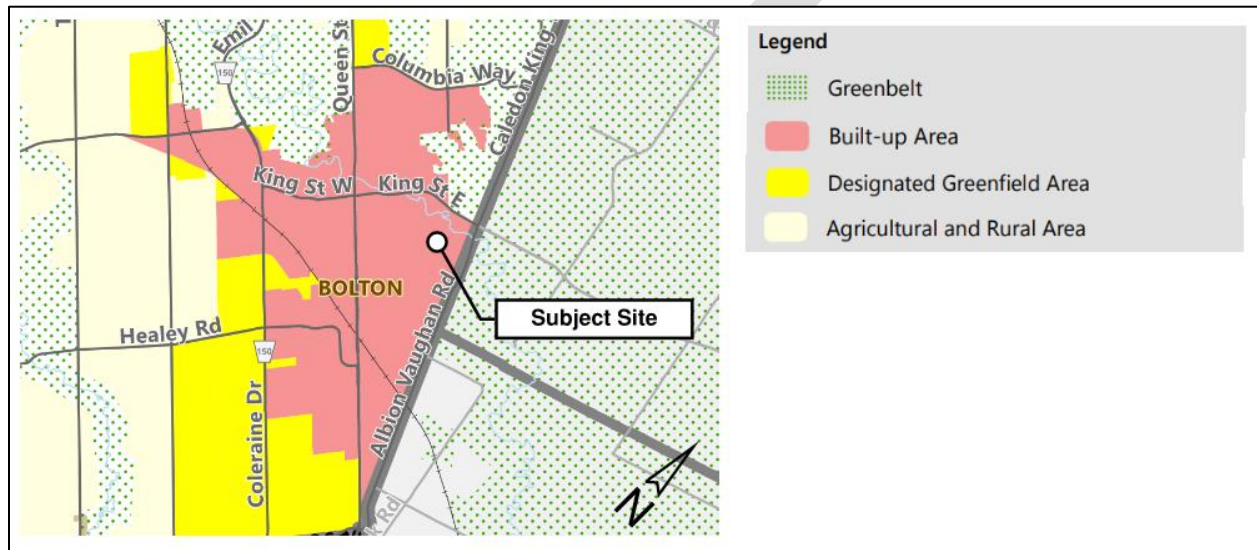 Emil
150
Queen St
Columbia Way
Caledon King
King St W
King St E
BOLTON
Subject Site
Healey Rd
150
Coleraine Dr
Albion Vaughan Rd
Rd
N
Legend
Greenbelt
Built-up Area
Designated Greenfield Area
Agricultural and Rural Area